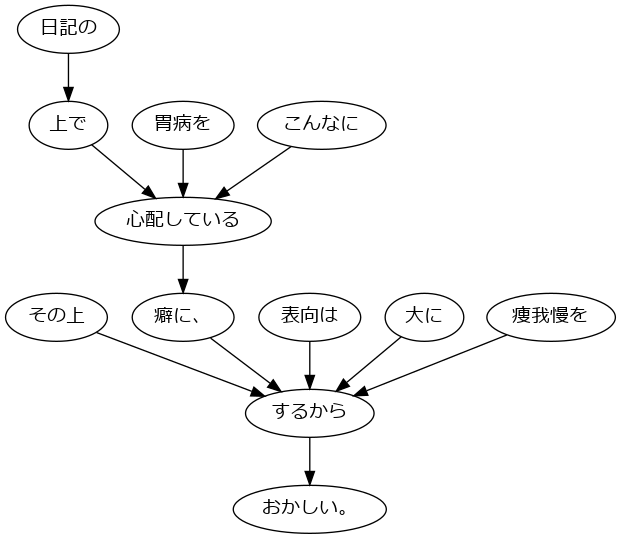 日記の
上で
胃病を
こんなに
心配している
その上
癖に、
表向は
大に
痩我慢を
するから
おかしい。